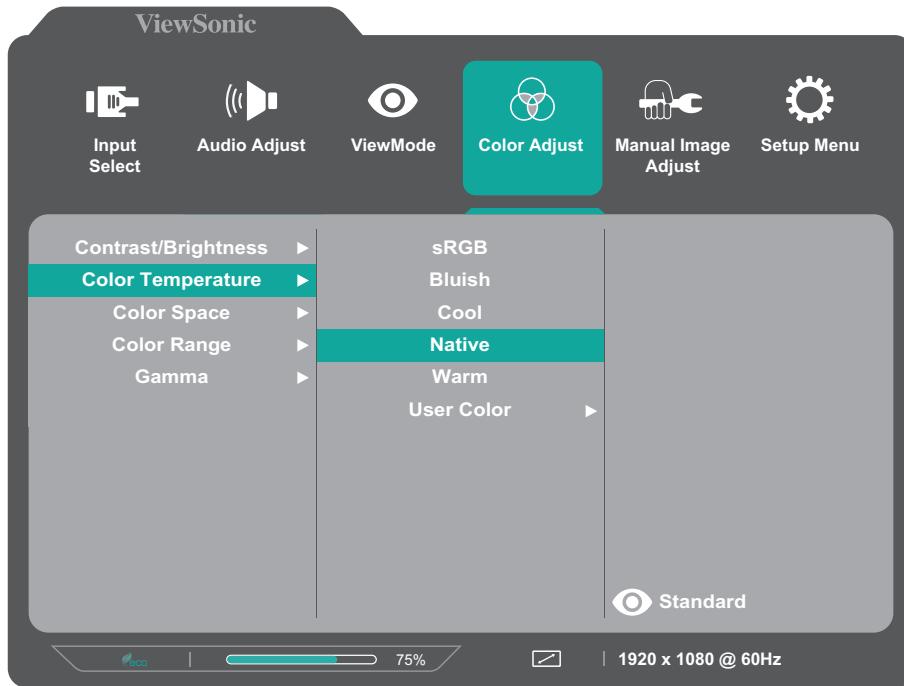 ViewSonic
Input Select
Audio Adjust
ViewMode
Color Adjust
Manual Image Adjust
Setup Menu
Contrast/Brightness ▶
Color Temperature ▶
Color Space ▶
Color Range ▶
Gamma ▶
sRGB
Bluish
Cool
Native
Warm
User Color ▶
Standard
eco
75%
1920 x 1080 @ 60Hz